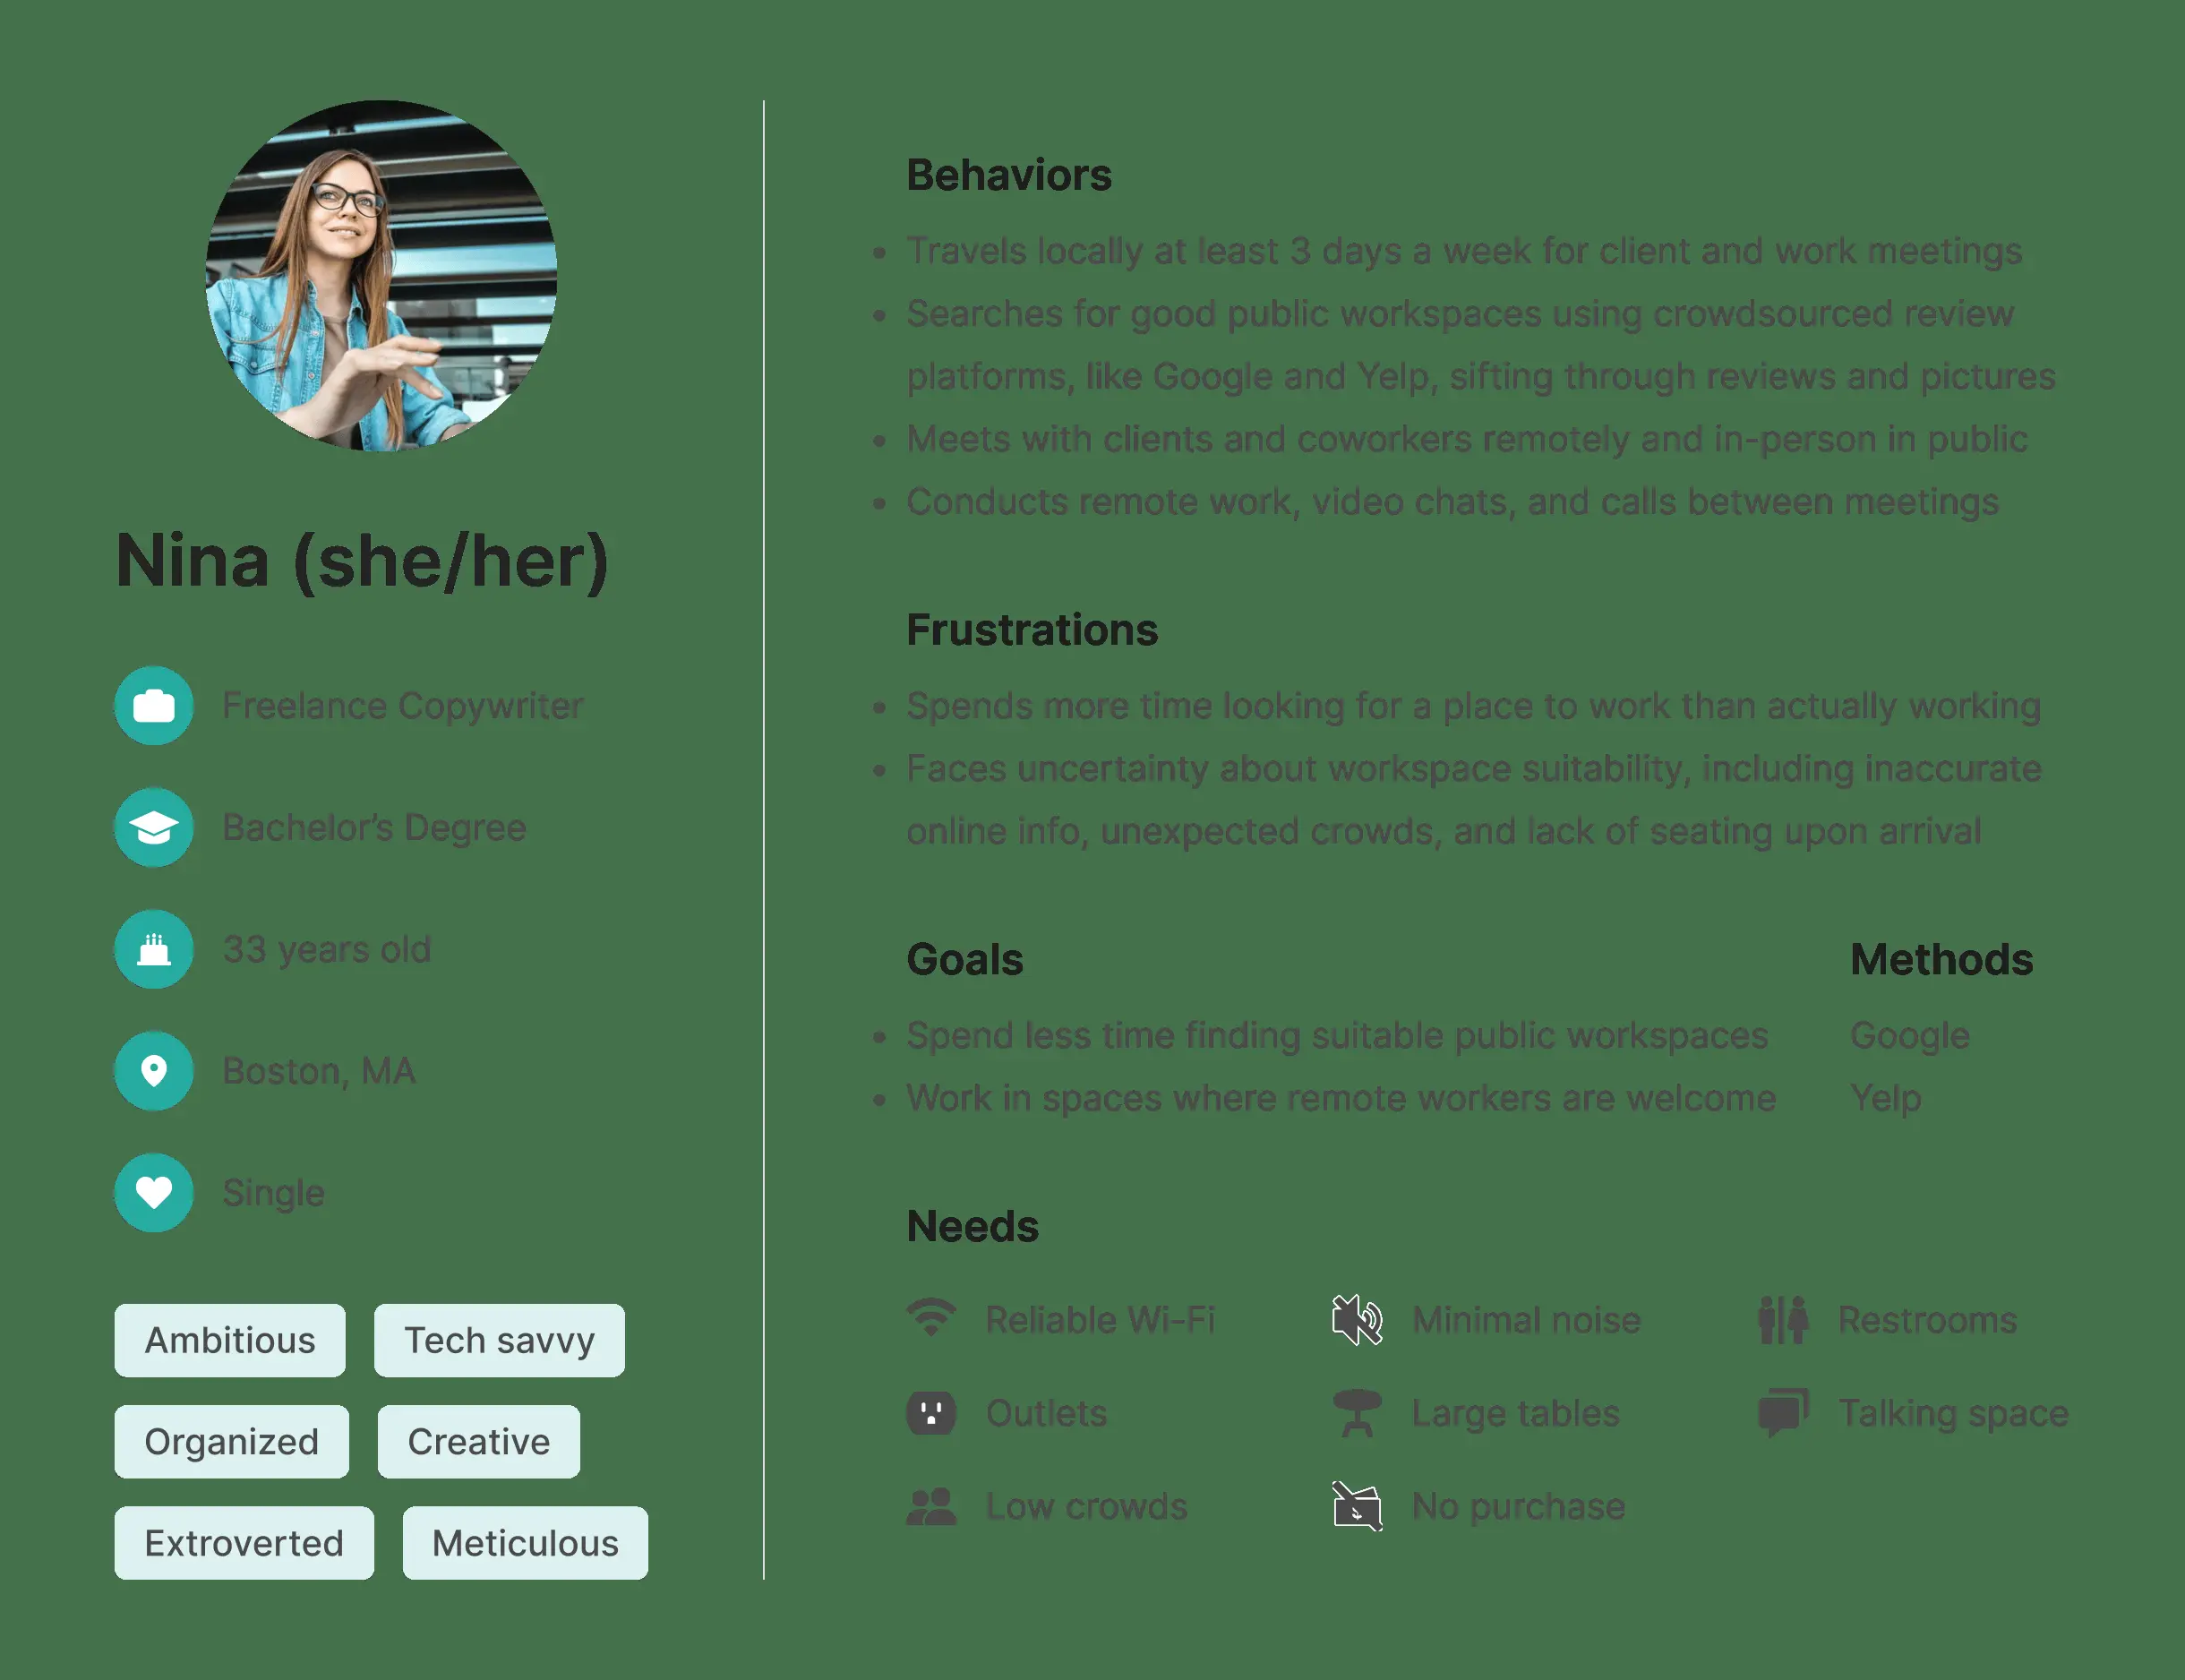 Nina (she/her)
Freelance Copywriter
Bachelor’s Degree
33 years old
Boston, MA
Single
Ambitious
Tech savvy
Organized
Creative
Extroverted
Meticulous
Behaviors
• Travels locally at least 3 days a week for client and work meetings
• Searches for good public workspaces using crowdsourced review
platforms, like Google and Yelp, sifting through reviews and pictures
• Meets with clients and coworkers remotely and in-person in public
• Conducts remote work, video chats, and calls between meetings
Frustrations
• Spends more time looking for a place to work than actually working
• Faces uncertainty about workspace suitability, including inaccurate
online info, unexpected crowds, and lack of seating upon arrival
Goals
• Spend less time finding suitable public workspaces
• Work in spaces where remote workers are welcome
Methods
Google
Yelp
Needs
Reliable Wi-Fi
Minimal noise
Restrooms
Outlets
Large tables
Talking space
Low crowds
No purchase